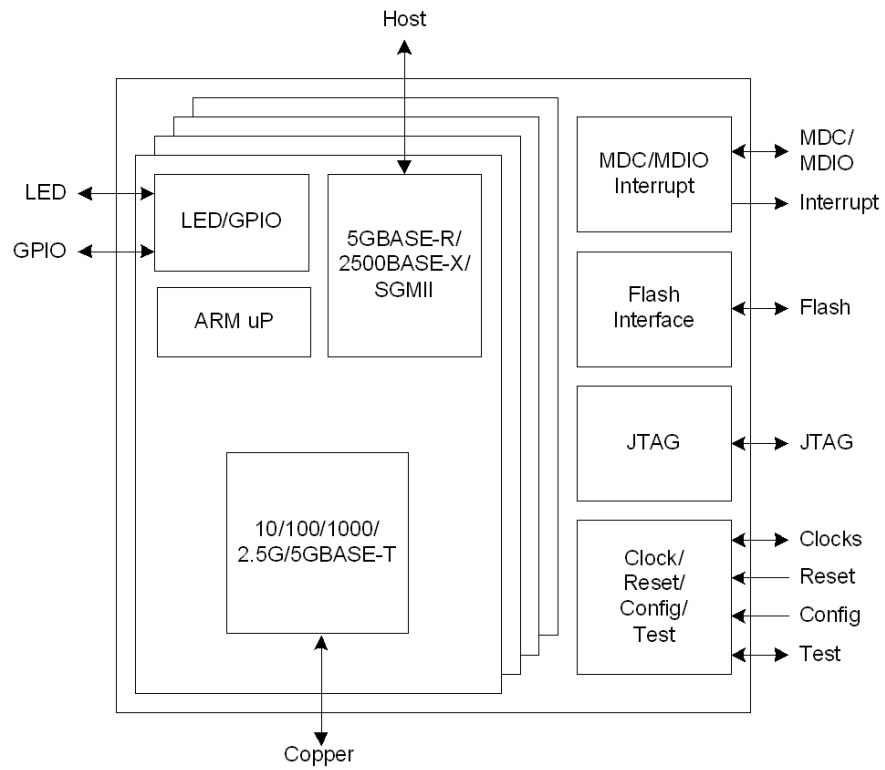 Host
LED
GPIO
LED/GPIO
ARM uP
5GBASE-R/
2500BASE-X/
SGMII
10/100/1000/
2.5G/5GBASE-T
Copper
MDC/MDIO
Interrupt
MDC/
MDIO
Interrupt
Flash
Interface
Flash
JTAG
JTAG
Clock/
Reset/
Config/
Test
Clocks
Reset
Config
Test